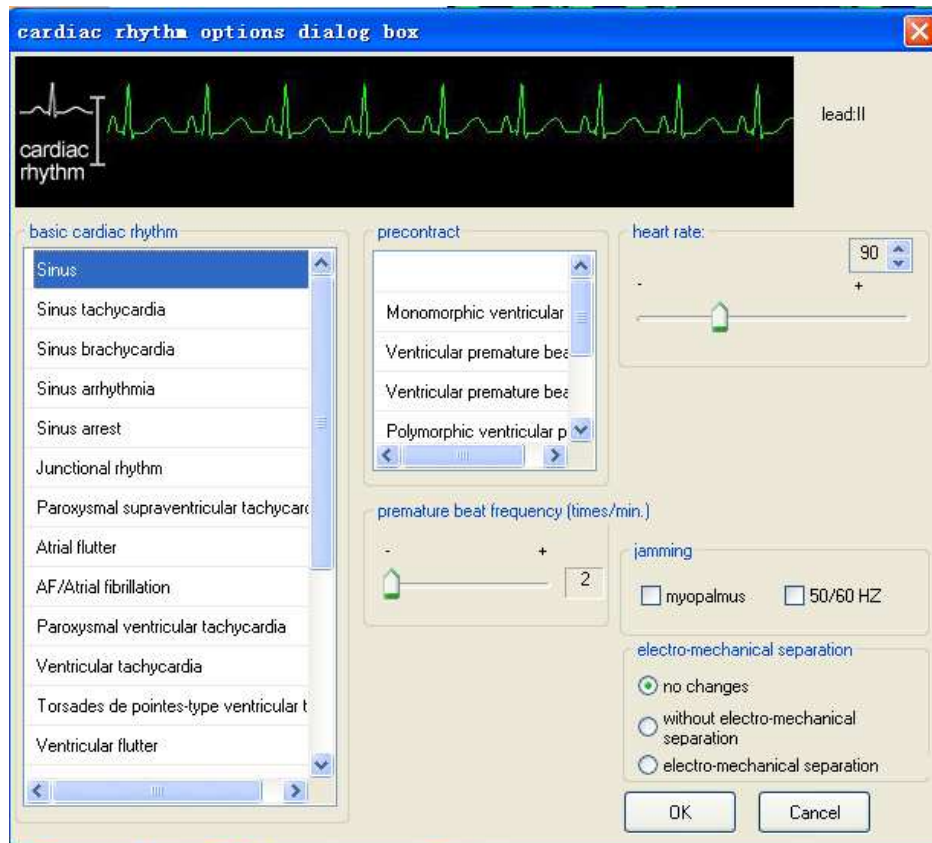 cardiac rhythm options dialog box
cardiac
rhythm
lead:II
basic cardiac rhythm
Sinus
Sinus tachycardia
Sinus brachycardia
Sinus arrhythmia
Sinus arrest
Junctional rhythm
Paroxysmal supraventricular tachycard
Atrial flutter
AF/Atrial fibrillation
Paroxysmal ventricular tachycardia
Ventricular tachycardia
Torsades de pointes-type ventricular t
Ventricular flutter
precontract
Monomorphic ventricular
Ventricular premature bea
Ventricular premature bea
Polymorphic ventricular p
premature beat frequency (times/min.)
- +
2
heart rate:
90
- +
jamming
myopalmus 50/60 HZ
electro-mechanical separation
no changes
without electro-mechanical
separation
electro-mechanical separation
OK Cancel